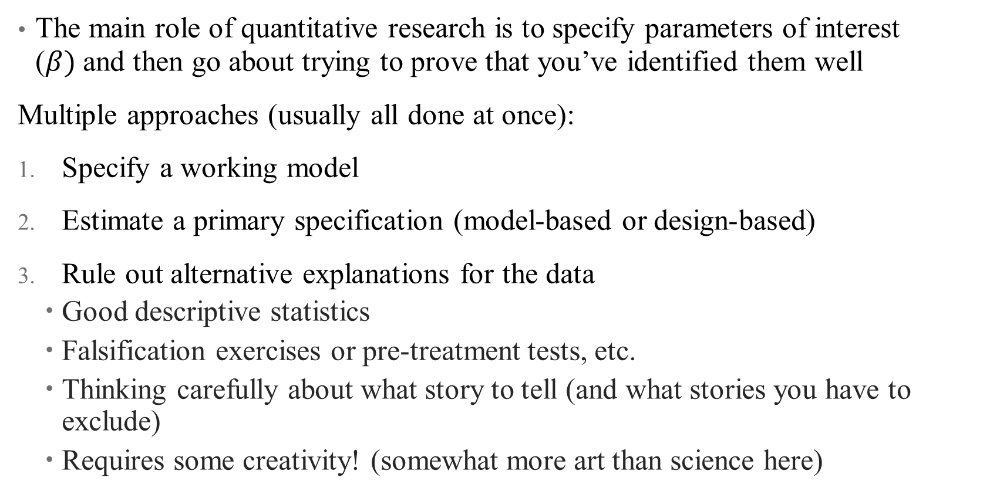 • The main role of quantitative research is to specify parameters of interest
(β) and then go about trying to prove that you’ve identified them well
Multiple approaches (usually all done at once):
1. Specify a working model
2. Estimate a primary specification (model-based or design-based)
3. Rule out alternative explanations for the data
• Good descriptive statistics
• Falsification exercises or pre-treatment tests, etc.
• Thinking carefully about what story to tell (and what stories you have to
exclude)
• Requires some creativity! (somewhat more art than science here)